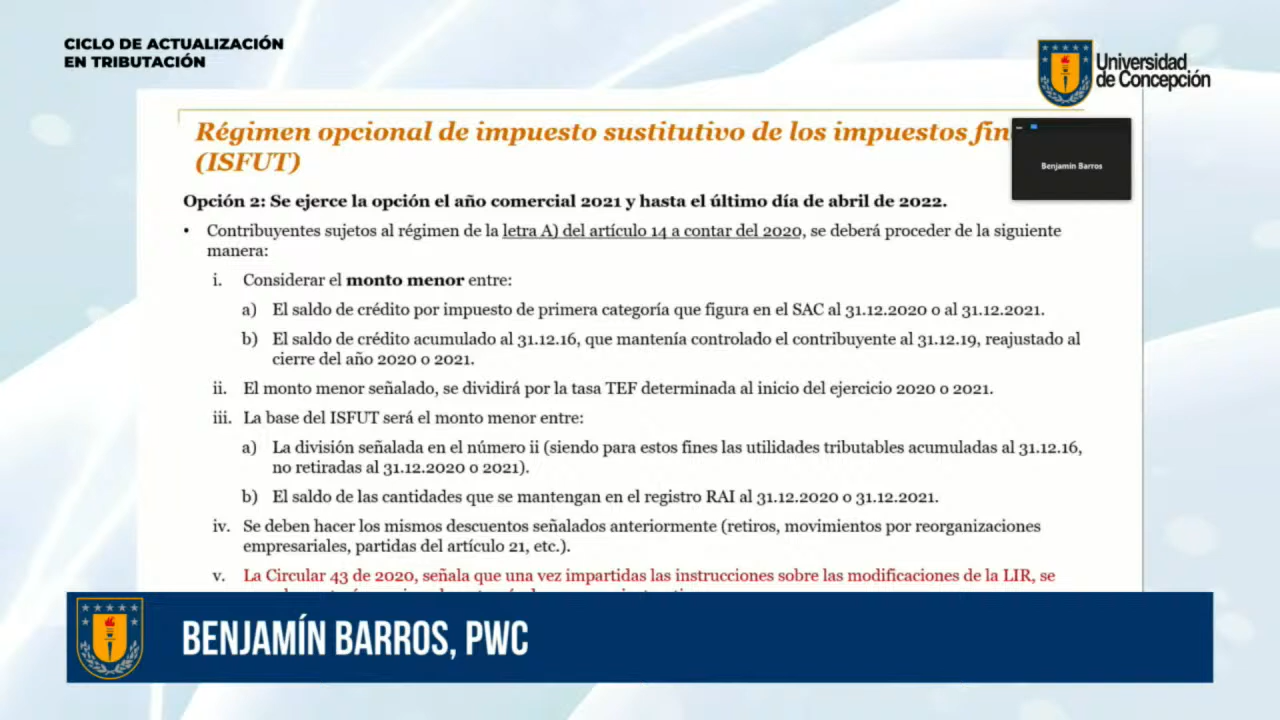 CICLO DE ACTUALIZACIÓN
EN TRIBUTACIÓN
Universidad
de Concepción
Régimen opcional de impuesto sustitutivo de los impuestos fin
(ISFUT)
Benjamín Barros
Opción 2: Se ejerce la opción el año comercial 2021 y hasta el último día de abril de 2022.
• Contribuyentes sujetos al régimen de la letra A) del artículo 14 a contar del 2020, se deberá proceder de la siguiente
manera:
i. Considerar el monto menor entre:
a) El saldo de crédito por impuesto de primera categoría que figura en el SAC al 31.12.2020 o al 31.12.2021.
b) El saldo de crédito acumulado al 31.12.16, que mantenía controlado el contribuyente al 31.12.19, reajustado al
cierre del año 2020 o 2021.
ii. El monto menor señalado, se dividirá por la tasa TEF determinada al inicio del ejercicio 2020 o 2021.
iii. La base del ISFUT será el monto menor entre:
a) La división señalada en el número ii (siendo para estos fines las utilidades tributables acumuladas al 31.12.16,
no retiradas al 31.12.2020 o 2021).
b) El saldo de las cantidades que se mantengan en el registro RAI al 31.12.2020 o 31.12.2021.
iv. Se deben hacer los mismos descuentos señalados anteriormente (retiros, movimientos por reorganizaciones
empresariales, partidas del artículo 21, etc.).
v. La Circular 43 de 2020, señala que una vez impartidas las instrucciones sobre las modificaciones de la LIR, se
BENJAMÍN BARROS, PWC